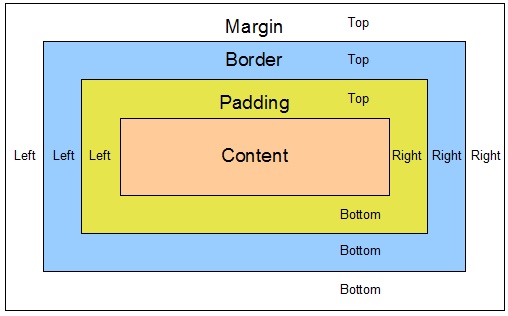 Margin Top
Border Top
Padding Top
Left Left Left Content Right Right Right
Bottom
Bottom
Bottom